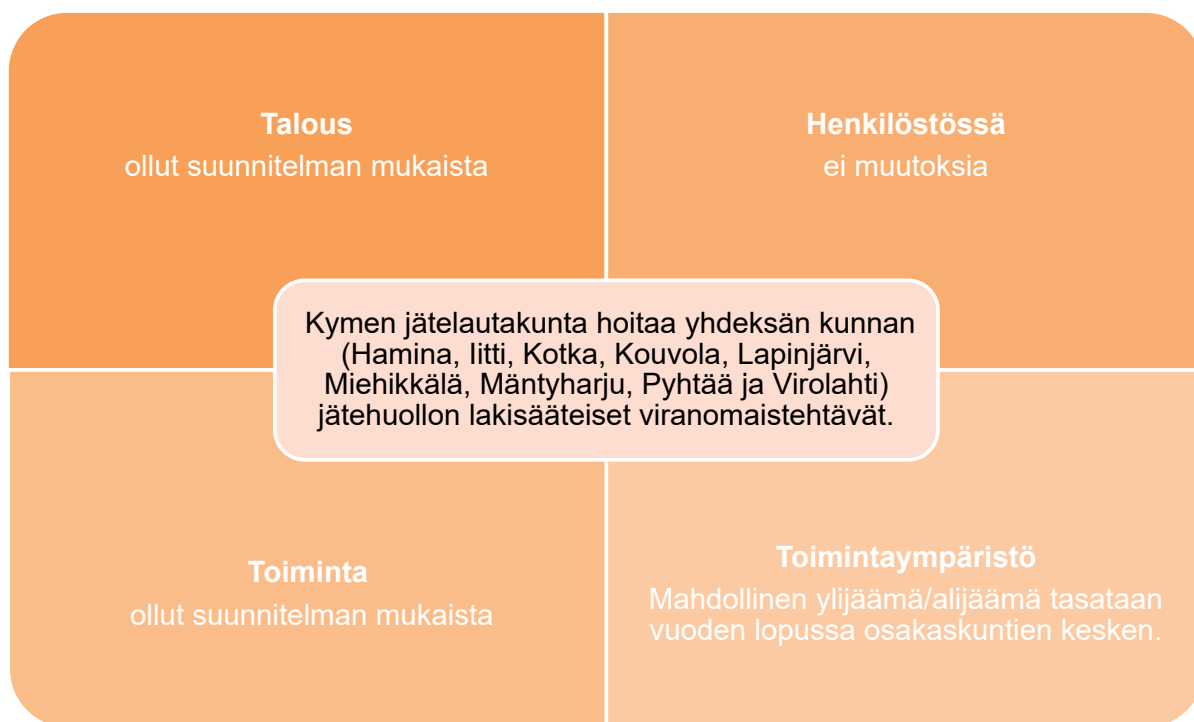 Talous
ollut suunnitelman mukaista
Henkilöstössä
ei muutoksia
Kymen jätelautakunta hoitaa yhdeksän kunnan
(Hamina, Iitti, Kotka, Kouvola, Lapinjärvi,
Miehikkälä, Mäntyharju, Pyhtää ja Virolahti)
jätehuollon lakisääteiset viranomaistehtävät.
Toiminta
ollut suunnitelman mukaista
Toimintaympäristö
Mahdollinen ylijäämä/alijäämä tasataan
vuoden lopussa osakaskuntien kesken.